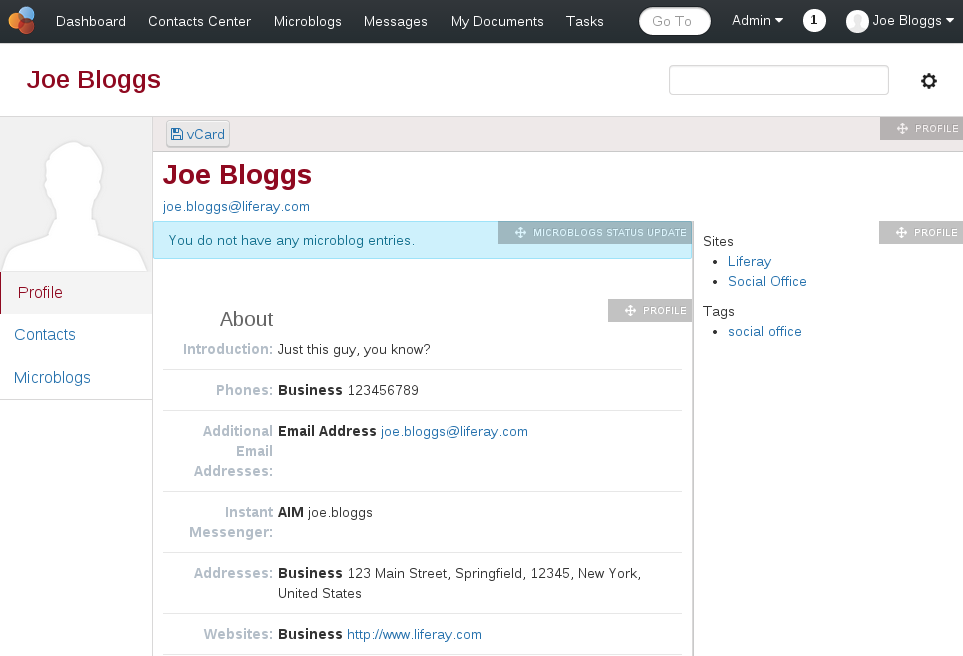 Dashboard Contacts Center Microblogs Messages My Documents Tasks Go To Admin 1 Joe Bloggs
Joe Bloggs
vCard PROFILE
Joe Bloggs
joe.bloggs@liferay.com
You do not have any microblog entries. MICROBLOGS STATUS UPDATE
PROFILE
Sites
Liferay
Social Office
Tags
social office
Profile
Contacts
Microblogs
PROFILE
About
Introduction: Just this guy, you know?
Phones: Business 123456789
Additional Email Address joe.bloggs@liferay.com
Email
Addresses:
Instant AIM joe.bloggs
Messenger:
Addresses: Business 123 Main Street, Springfield, 12345, New York,
United States
Websites: Business http://www.liferay.com